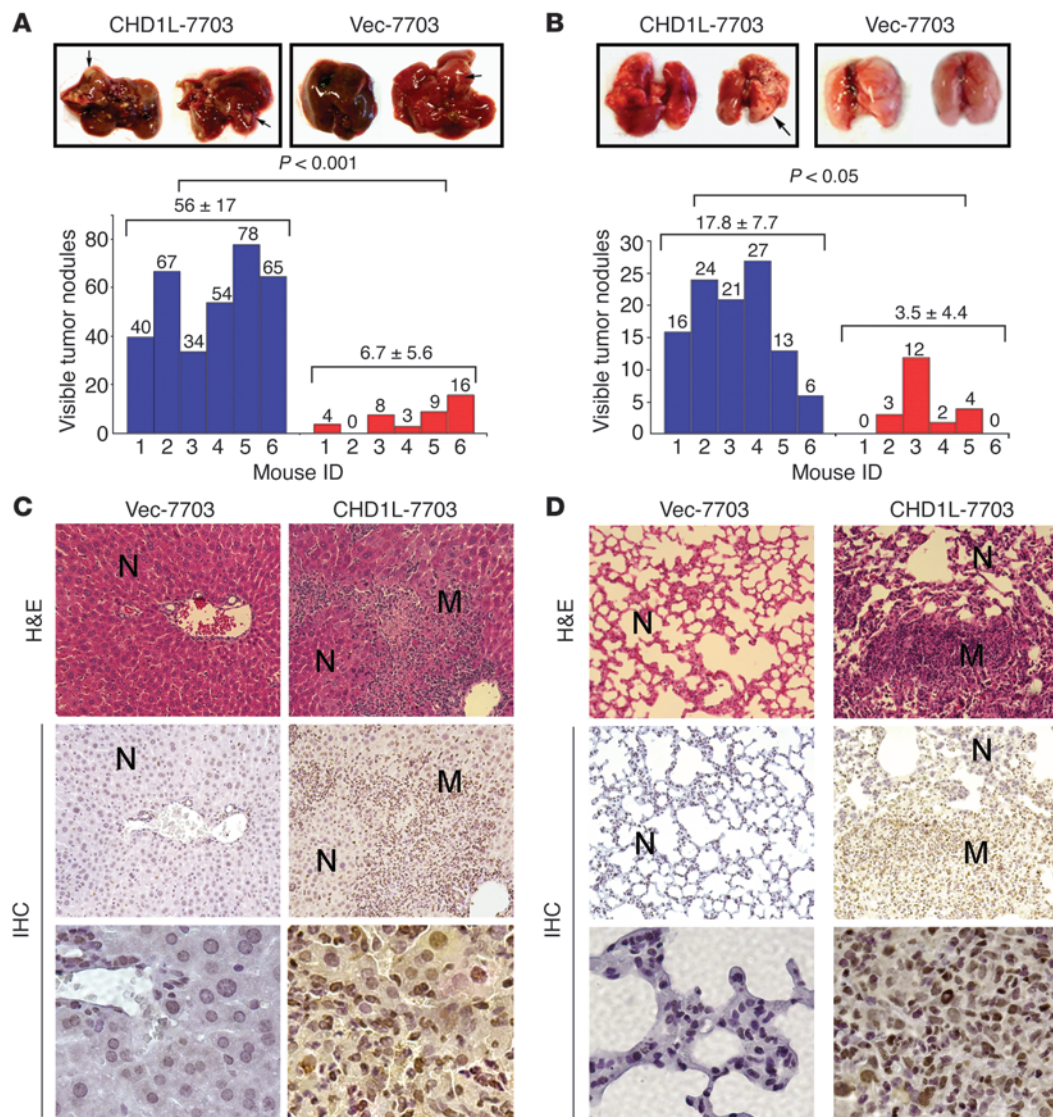 A
CHD1L-7703 Vec-7703
P < 0.001
56 ± 17
6.7 ± 5.6
Visible tumor nodules
80
60
40
20
0
40 67 34 54 78 65
4 0 8 3 9 16
1 2 3 4 5 6 1 2 3 4 5 6
Mouse ID
B
CHD1L-7703 Vec-7703
P < 0.05
17.8 ± 7.7
3.5 ± 4.4
Visible tumor nodules
30
25
20
15
10
5
0
16 24 21 27 13 6
0 3 12 2 4 0
1 2 3 4 5 6 1 2 3 4 5 6
Mouse ID
C
Vec-7703 CHD1L-7703
H&E
N
M
N
IHC
N
M
N
D
Vec-7703 CHD1L-7703
H&E
N
N
M
IHC
N
N
M